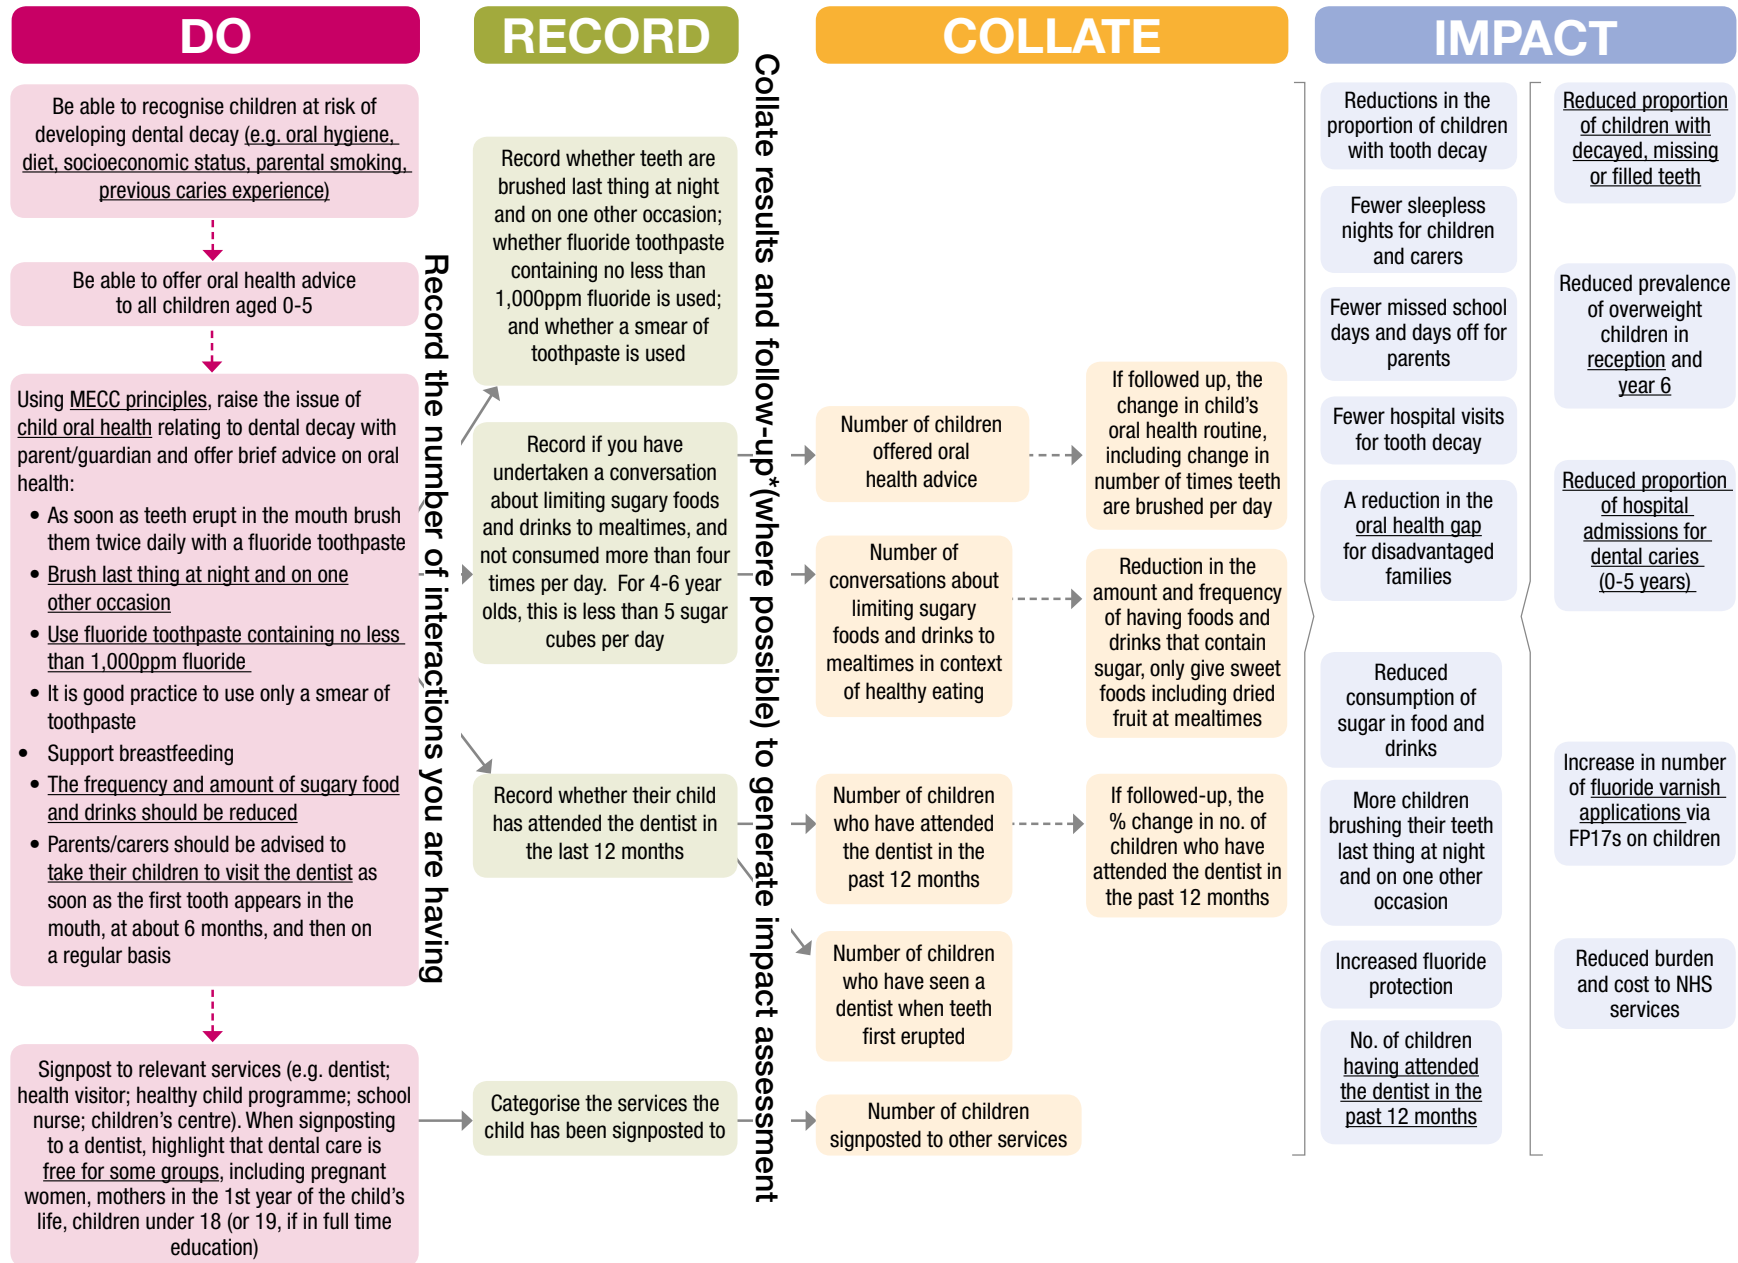 DO
Be able to recognise children at risk of
developing dental decay (e.g. oral hygiene,
diet, socioeconomic status, parental smoking,
previous caries experience)
Be able to offer oral health advice
to all children aged 0-5
Using MECC principles, raise the issue of
child oral health relating to dental decay with
parent/guardian and offer brief advice on oral
health:
• As soon as teeth erupt in the mouth brush
them twice daily with a fluoride toothpaste
• Brush last thing at night and on one
other occasion
• Use fluoride toothpaste containing no less
than 1,000ppm fluoride
• It is good practice to use only a smear of
toothpaste
• Support breastfeeding
• The frequency and amount of sugary food
and drinks should be reduced
• Parents/carers should be advised to
take their children to visit the dentist as
soon as the first tooth appears in the
mouth, at about 6 months, and then on
a regular basis
Signpost to relevant services (e.g. dentist;
health visitor; healthy child programme; school
nurse; children's centre). When signposting
to a dentist, highlight that dental care is
free for some groups, including pregnant
women, mothers in the 1st year of the child's
life, children under 18 (or 19, if in full time
education)
Record the number of interactions you are having
RECORD
Record whether teeth are
brushed last thing at night
and on one other occasion;
whether fluoride toothpaste
containing no less than
1,000ppm fluoride is used;
and whether a smear of
toothpaste is used
Record if you have
undertaken a conversation
about limiting sugary foods
and drinks to mealtimes, and
not consumed more than four
times per day. For 4-6 year
olds, this is less than 5 sugar
cubes per day
Record whether their child
has attended the dentist in
the last 12 months
Categorise the services the
child has been signposted to
Collate results and follow-up*(where possible) to generate impact assessment
COLLATE
Number of children
offered oral
health advice
Number of
conversations about
limiting sugary
foods and drinks to
mealtimes in context
of healthy eating
Number of children
who have attended
the dentist in the
past 12 months
Number of children
who have seen a
dentist when teeth
first erupted
Number of children
signposted to other services
If followed up, the
change in child's
oral health routine,
including change in
number of times teeth
are brushed per day
Reduction in the
amount and frequency
of having foods and
drinks that contain
sugar, only give sweet
foods including dried
fruit at mealtimes
If followed-up, the
% change in no. of
children who have
attended the dentist in
the past 12 months
IMPACT
Reductions in the
proportion of children
with tooth decay
Fewer sleepless
nights for children
and carers
Fewer missed school
days and days off for
parents
Fewer hospital visits
for tooth decay
A reduction in the
oral health gap
for disadvantaged
families
Reduced
consumption of
sugar in food and
drinks
More children
brushing their teeth
last thing at night
and on one other
occasion
Increased fluoride
protection
No. of children
having attended
the dentist in the
past 12 months
Reduced proportion
of children with
decayed, missing
or filled teeth
Reduced prevalence
of overweight
children in
reception and
year 6
Reduced proportion
of hospital
admissions for
dental caries
(0-5 years)
Increase in number
of fluoride varnish
applications via
FP17s on children
Reduced burden
and cost to NHS
services